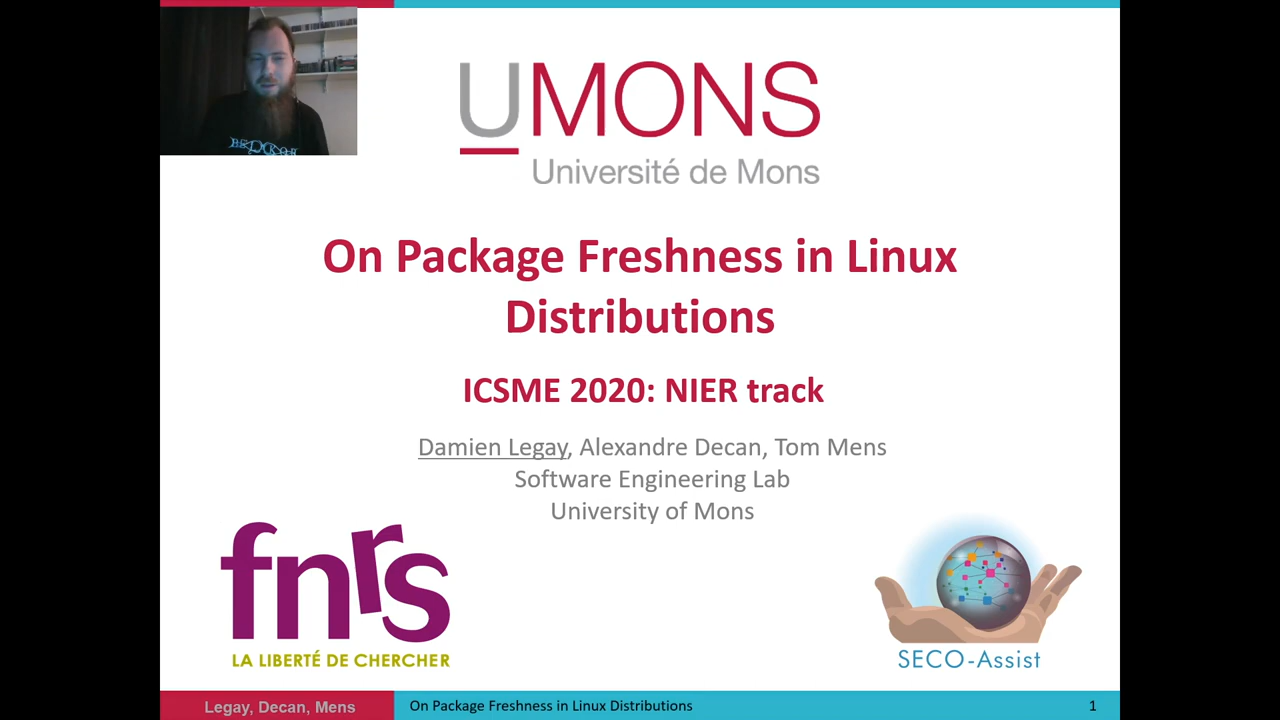 UMONS
Université de Mons
On Package Freshness in Linux
Distributions
ICSME 2020: NIER track
Damien Legay, Alexandre Decan, Tom Mens
Software Engineering Lab
University of Mons
fnrs
LA LIBERTÉ DE CHERCHER
SECO-Assist
Legay, Decan, Mens
On Package Freshness in Linux Distributions
1